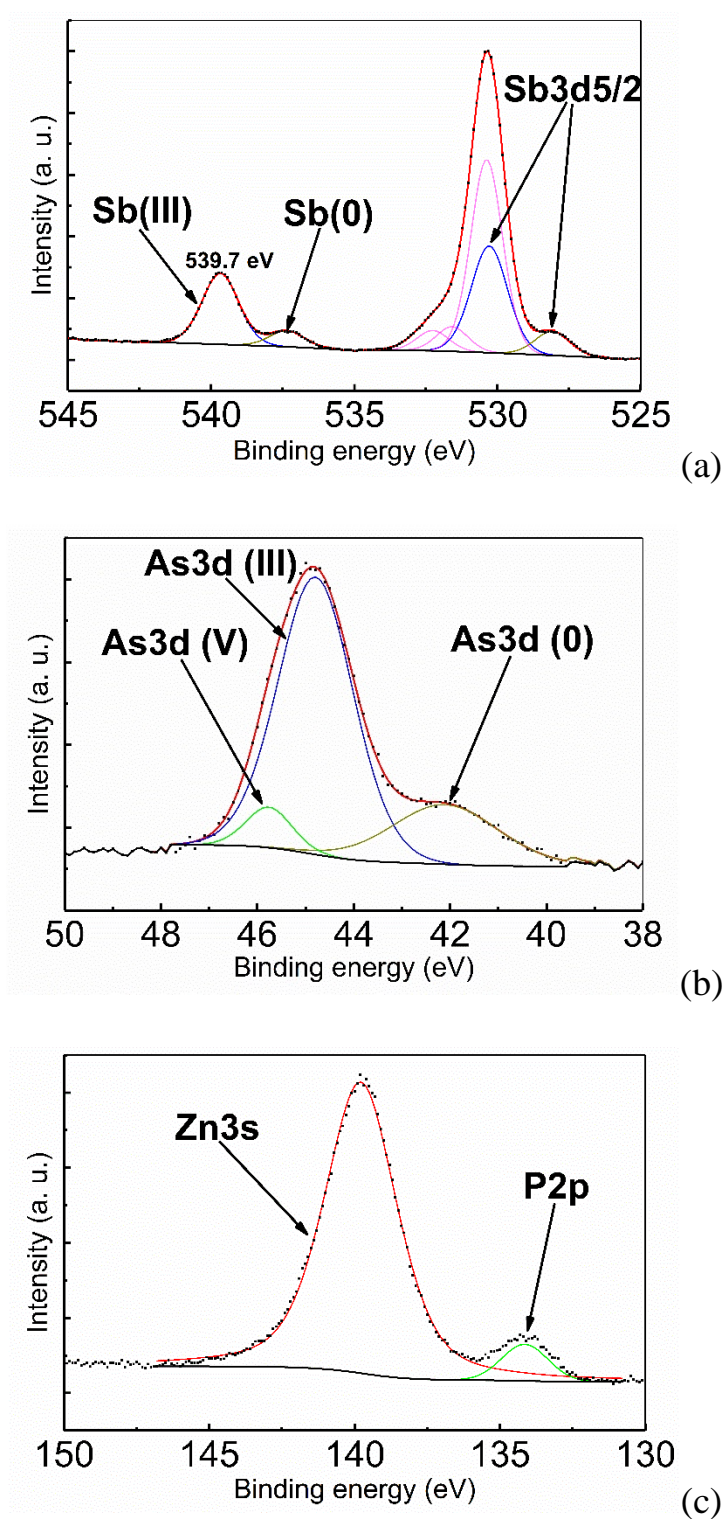 Sb3d5/2
Sb(III)
Sb(0)
539.7 eV
Intensity (a. u.)
545 540 535 530 525
Binding energy (eV)
(a)
As3d (III)
As3d (V)
As3d (0)
Intensity (a. u.)
50 48 46 44 42 40 38
Binding energy (eV)
(b)
Zn3s
P2p
Intensity (a. u.)
150 145 140 135 130
Binding energy (eV)
(c)